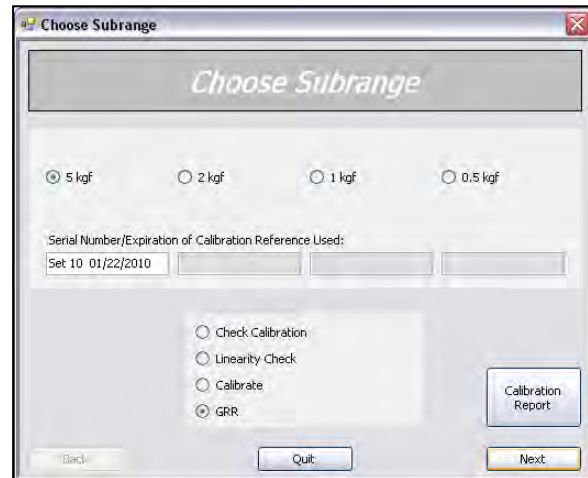 Choose Subrange
Choose Subrange
5 kgf 2 kgf 1 kgf 0.5 kgf
Serial Number/Expiration of Calibration Reference Used:
Set 10 01/22/2010
Check Calibration
Linearity Check
Calibrate
GRR
Calibration
Report
Back Quit Next